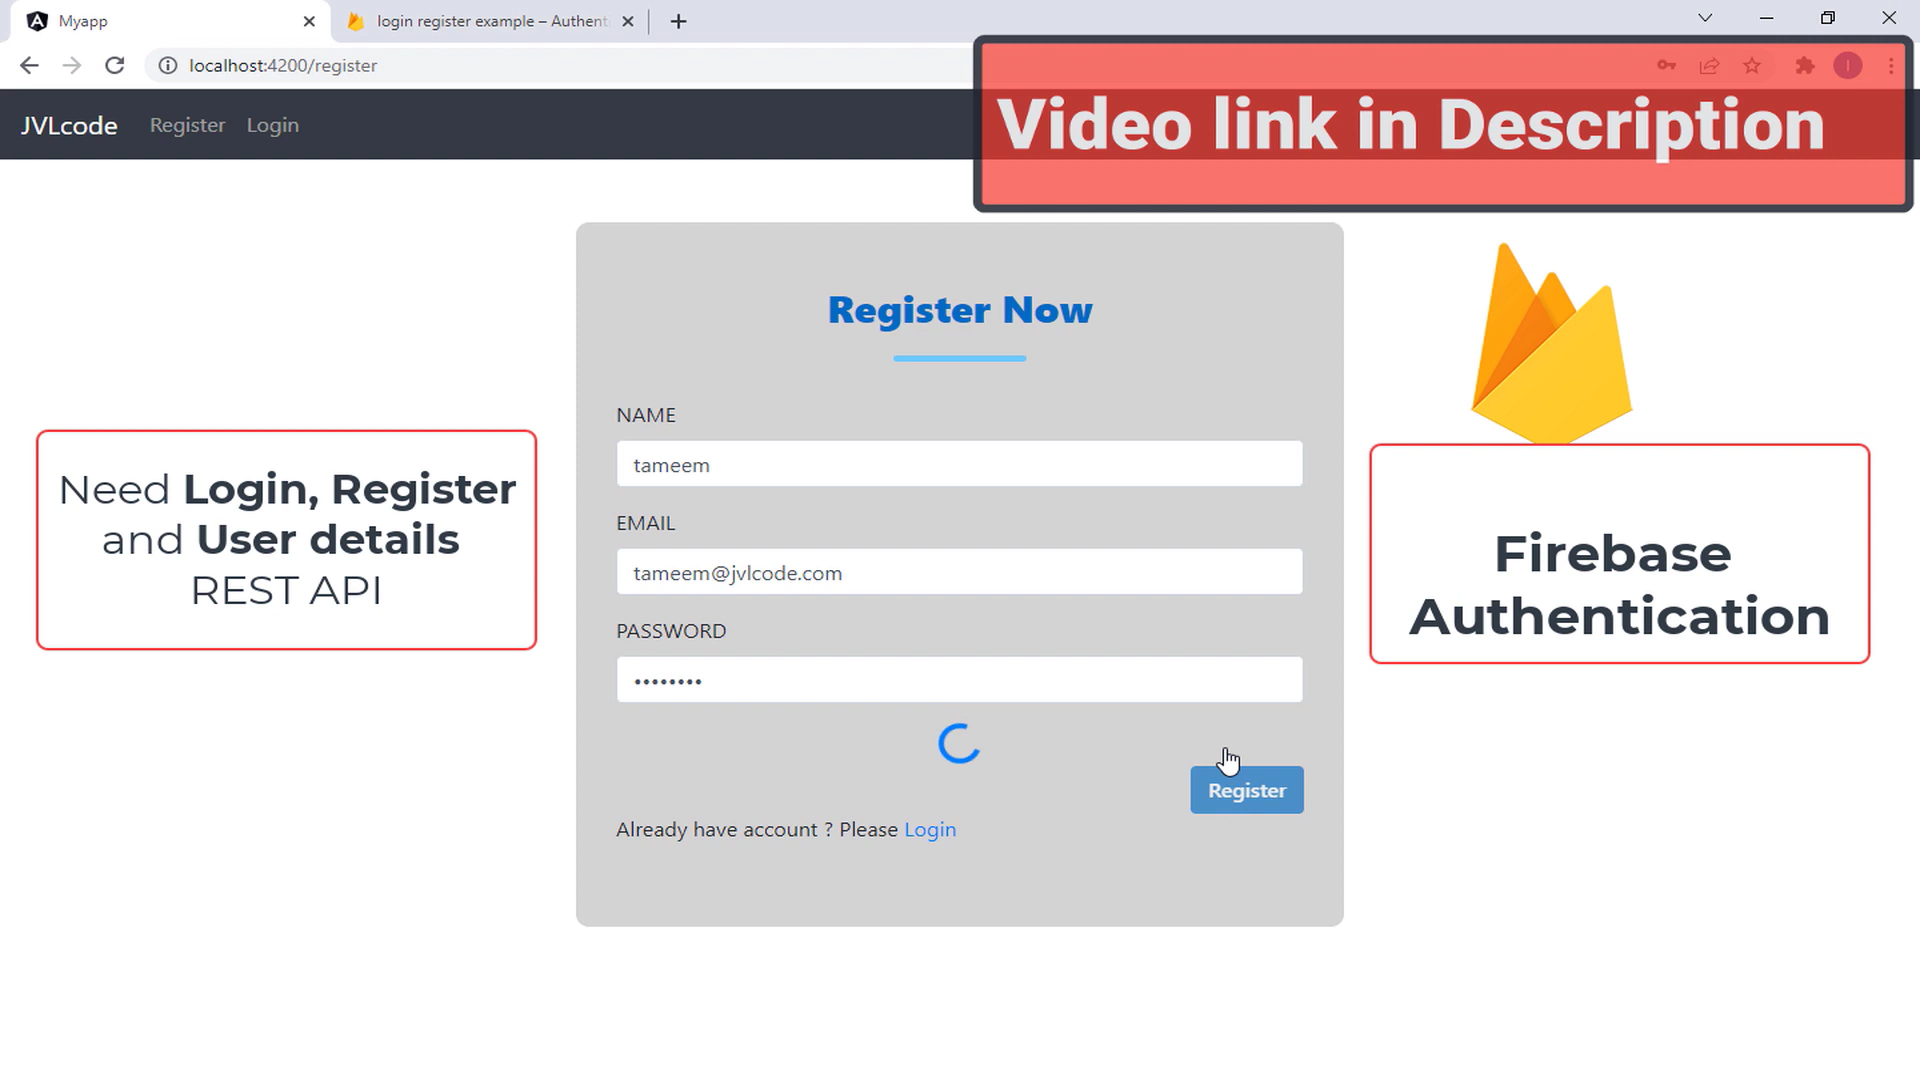 Myapp
login register example – Authent
localhost:4200/register
I
JVLcode
Register
Login
Video link in Description
Register Now
NAME
tameem
EMAIL
tameem@jvlcode.com
PASSWORD
••••••••
Register
Already have account ? Please Login
Need Login, Register
and User details
REST API
Firebase
Authentication